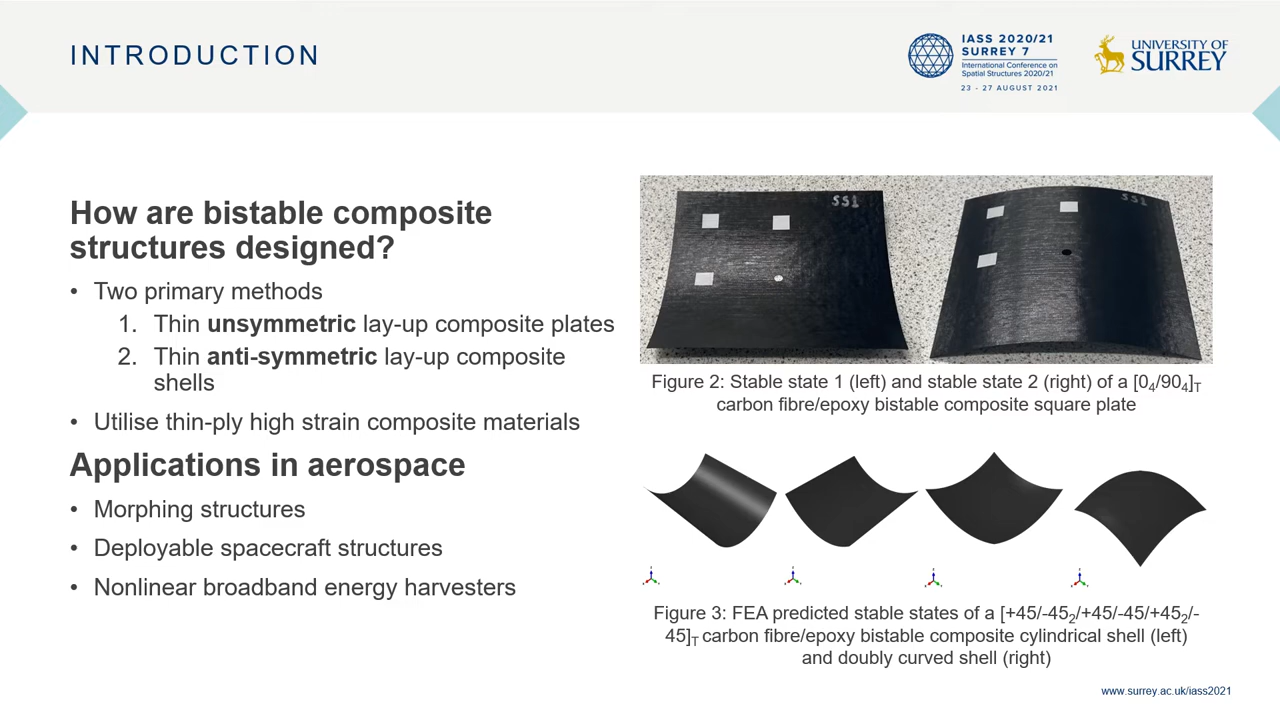 INTRODUCTION
IASS 2020/21
SURREY 7
International Conference on
Spatial Structures 2020/21
23 - 27 AUGUST 2021
UNIVERSITY OF
SURREY
How are bistable composite
structures designed?
• Two primary methods
1. Thin unsymmetric lay-up composite plates
2. Thin anti-symmetric lay-up composite
shells
• Utilise thin-ply high strain composite materials
Applications in aerospace
• Morphing structures
• Deployable spacecraft structures
• Nonlinear broadband energy harvesters
SS1
SS1
Figure 2: Stable state 1 (left) and stable state 2 (right) of a [0₄/90₄]T
carbon fibre/epoxy bistable composite square plate
Figure 3: FEA predicted stable states of a [+45/-45₂/+45/-45/+45₂/-
45]T carbon fibre/epoxy bistable composite cylindrical shell (left)
and doubly curved shell (right)
www.surrey.ac.uk/iass2021